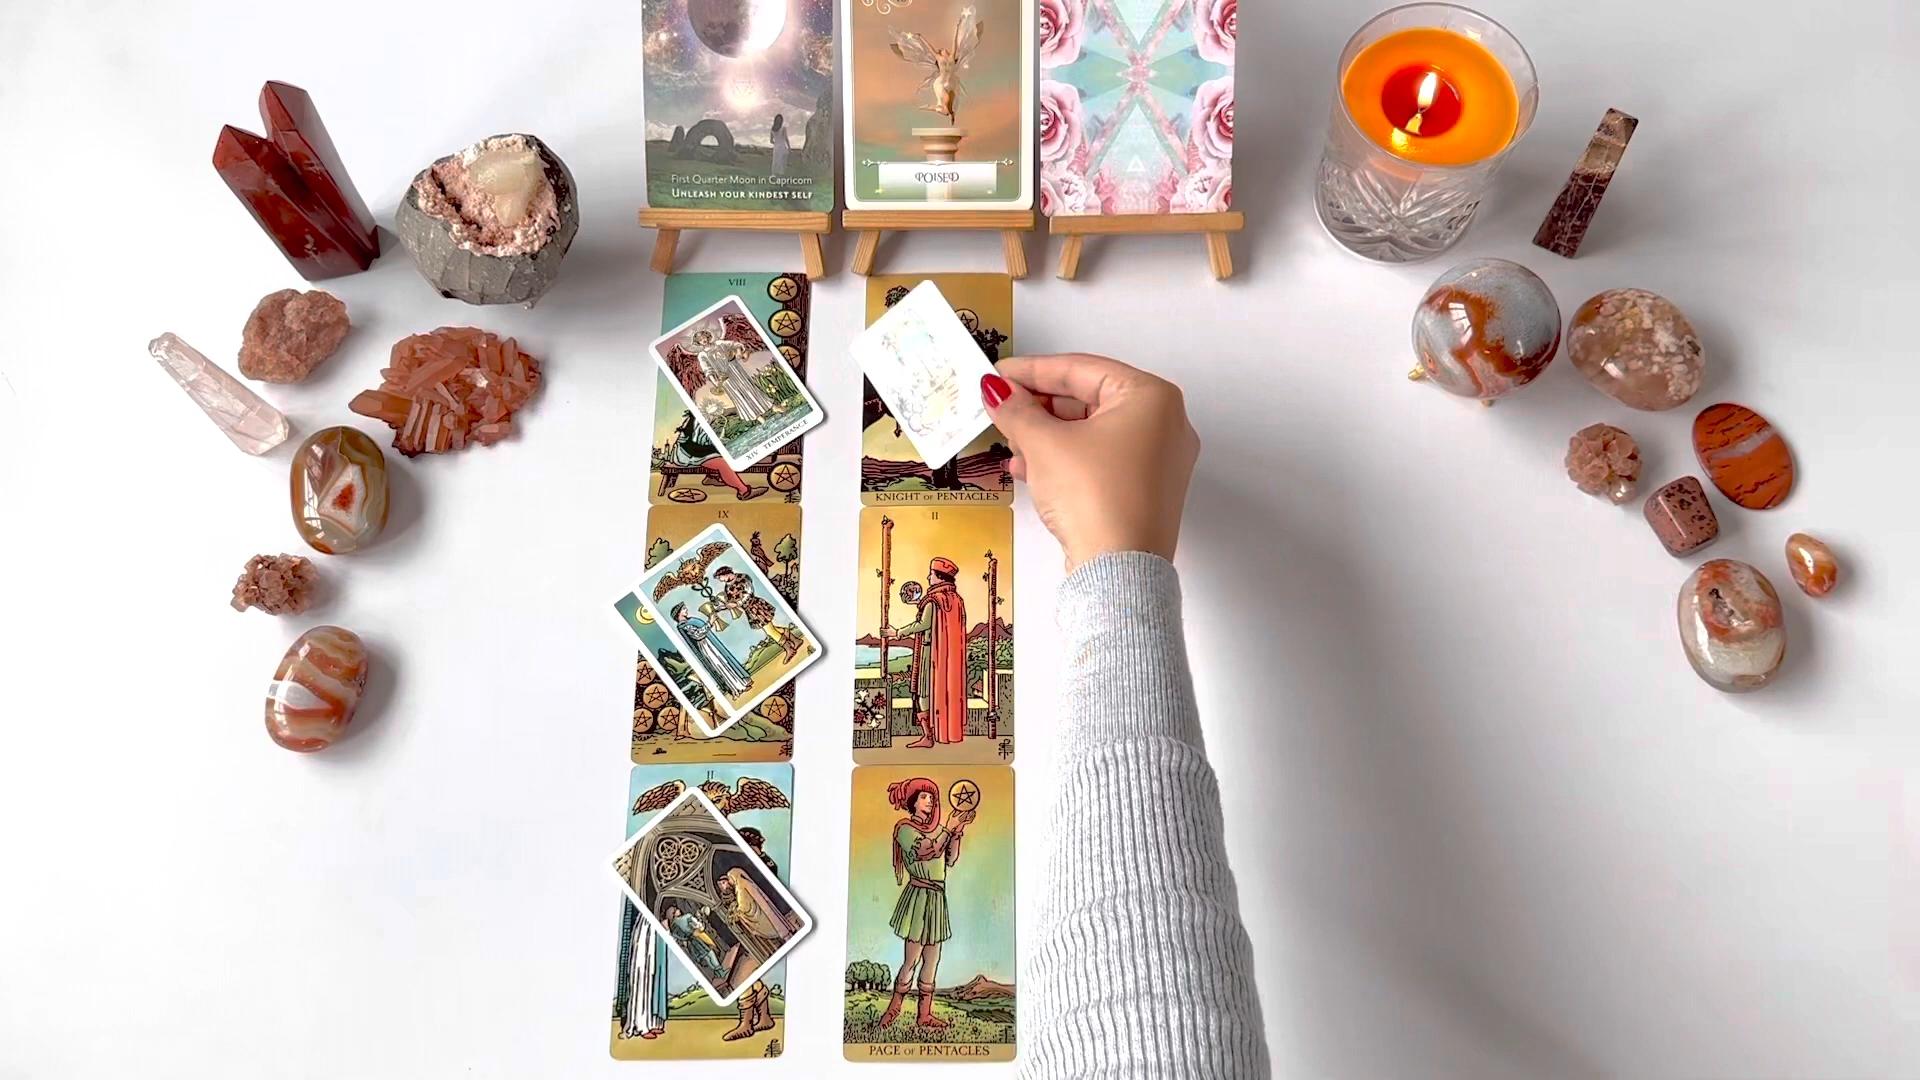 First Quarter Moon in Capricorn
UNLEASH YOUR KINDEST SELF
POISED
VIII
XIV TEMPERANCE
KNIGHT OF PENTACLES
IX
II
II
PAGE OF PENTACLES